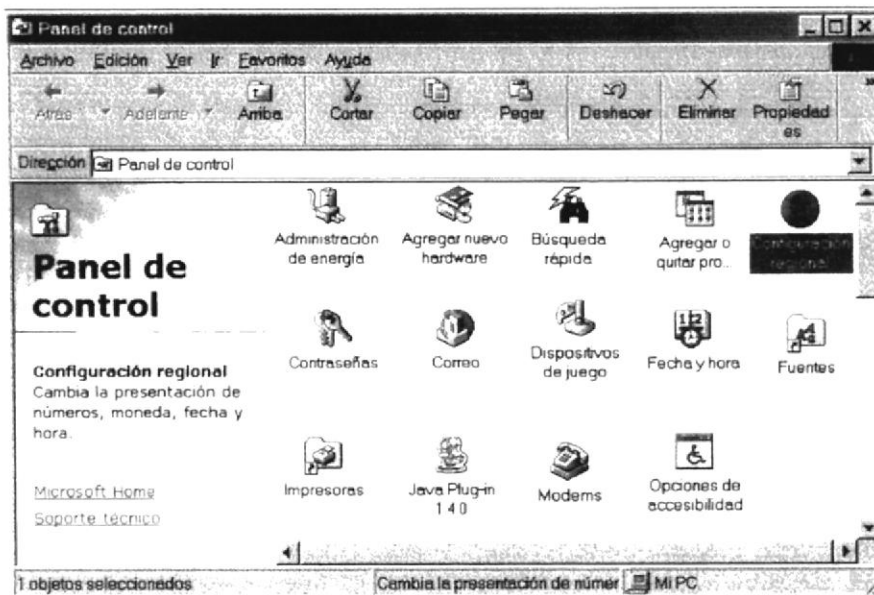 Panel de control
Archivo Edición Ver Ir Favoritos Ayuda
Atrás Adelante Arriba Cortar Copiar Pegar Deshacer Eliminar Propiedad
es
Dirección Panel de control
Panel de
control
Configuración regional
Cambia la presentación de
números, moneda, fecha y
hora.
Microsoft Home
Soporte técnico
Administración
de energía
Agregar nuevo
hardware
Búsqueda
rápida
Agregar o
quitar pro...
Configuración
regional
Contraseñas
Correo
Dispositivos
de juego
Fecha y hora
Fuentes
Impresoras
Java Plug-in
1.4.0
Modems
Opciones de
accesibilidad
1 objetos seleccionados Cambia la presentación de númer Mi PC